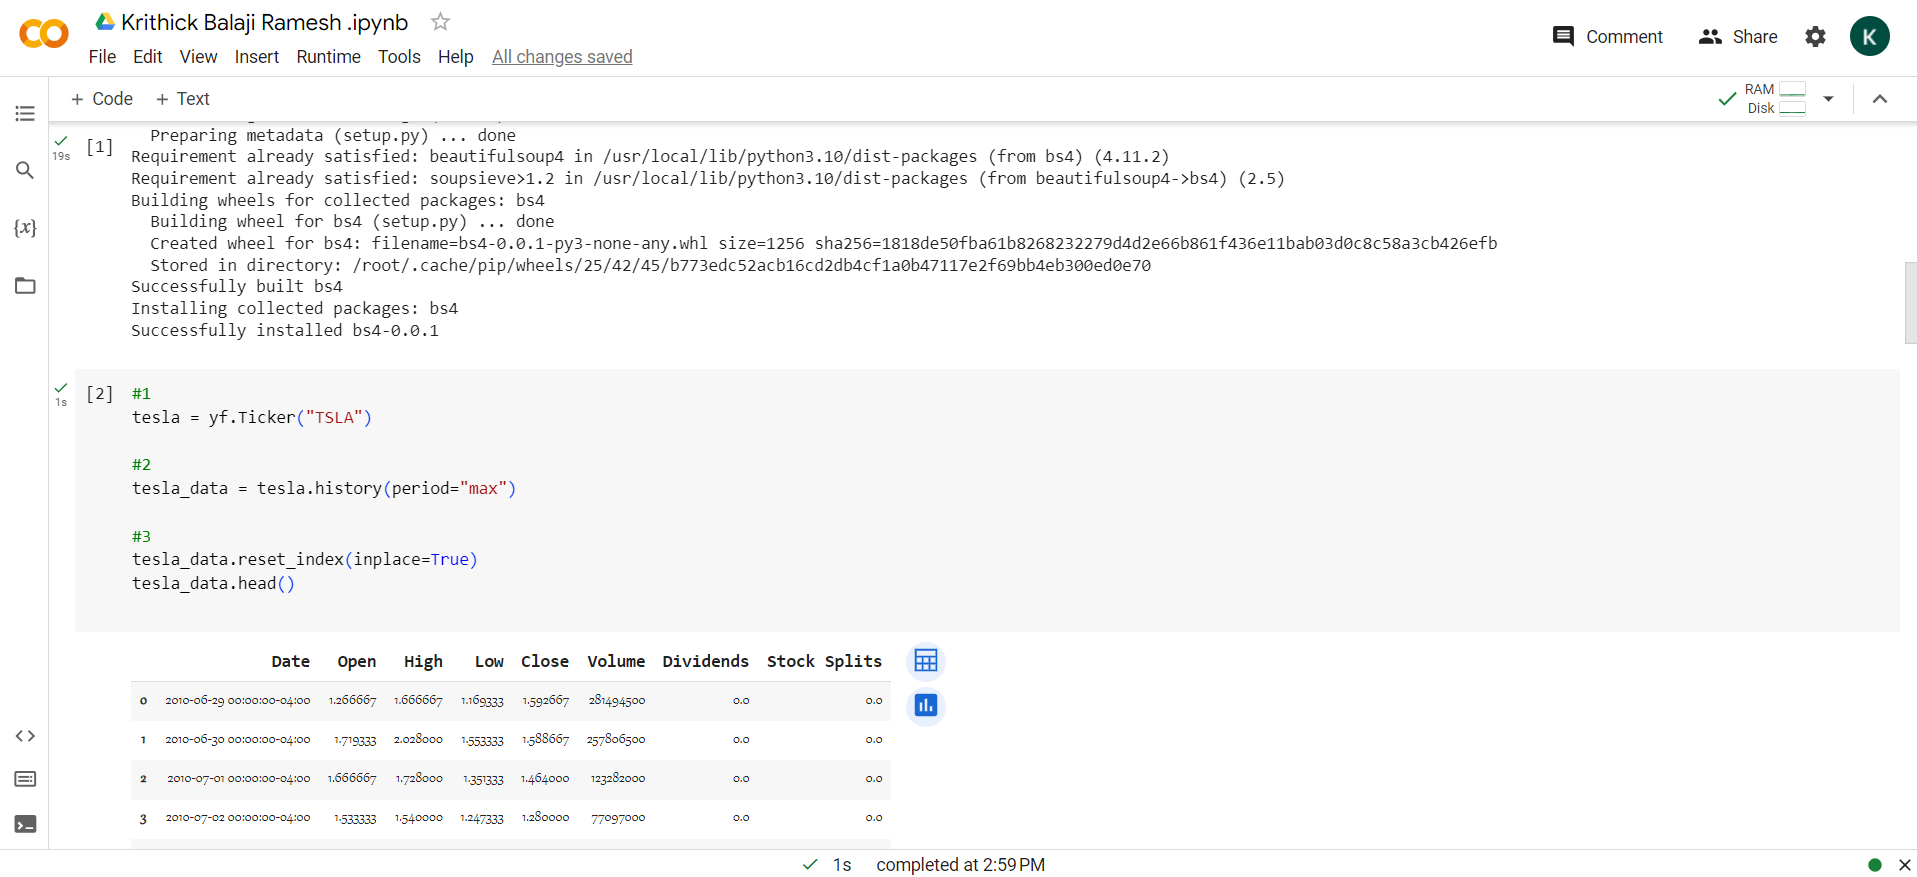 Krithick Balaji Ramesh .ipynb
Comment
Share
K
File Edit View Insert Runtime Tools Help All changes saved
+ Code + Text
RAM
Disk
[1]
19s
Preparing metadata (setup.py) ... done
Requirement already satisfied: beautifulsoup4 in /usr/local/lib/python3.10/dist-packages (from bs4) (4.11.2)
Requirement already satisfied: soupsieve>1.2 in /usr/local/lib/python3.10/dist-packages (from beautifulsoup4->bs4) (2.5)
Building wheels for collected packages: bs4
Building wheel for bs4 (setup.py) ... done
Created wheel for bs4: filename=bs4-0.0.1-py3-none-any.whl size=1256 sha256=1818de50fba61b8268232279d4d2e66b861f436e11bab03d0c8c58a3cb426efb
Stored in directory: /root/.cache/pip/wheels/25/42/45/b773edc52acb16cd2db4cf1a0b47117e2f69bb4eb300ed0e70
Successfully built bs4
Installing collected packages: bs4
Successfully installed bs4-0.0.1
[2]
1s
#1
tesla = yf.Ticker("TSLA")
#2
tesla_data = tesla.history(period="max")
#3
tesla_data.reset_index(inplace=True)
tesla_data.head()
Date Open High Low Close Volume Dividends Stock Splits
0 2010-06-29 00:00:00-04:00 1.266667 1.666667 1.169333 1.592667 281494500 0.0 0.0
1 2010-06-30 00:00:00-04:00 1.719333 2.028000 1.553333 1.588667 257806500 0.0 0.0
2 2010-07-01 00:00:00-04:00 1.666667 1.728000 1.351333 1.464000 123282000 0.0 0.0
3 2010-07-02 00:00:00-04:00 1.533333 1.540000 1.247333 1.280000 77097000 0.0 0.0
1s completed at 2:59 PM